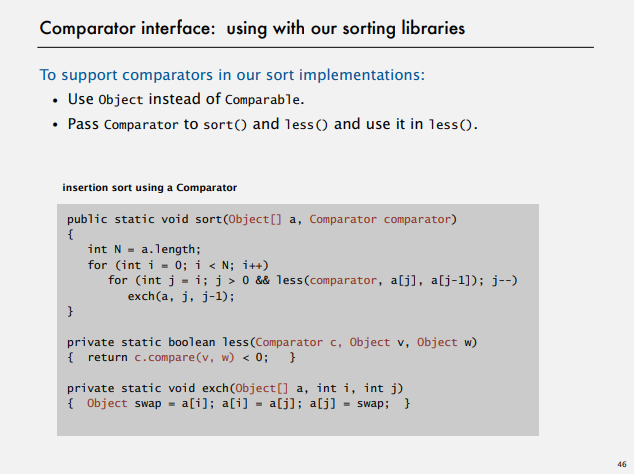 Comparator interface: using with our sorting libraries
To support comparators in our sort implementations:
• Use Object instead of Comparable.
• Pass Comparator to sort() and less() and use it in less().
insertion sort using a Comparator
public static void sort(Object[] a, Comparator comparator)
{
int N = a.length;
for (int i = 0; i < N; i++)
for (int j = i; j > 0 && less(comparator, a[j], a[j-1]); j--)
exch(a, j, j-1);
}
private static boolean less(Comparator c, Object v, Object w)
{ return c.compare(v, w) < 0; }
private static void exch(Object[] a, int i, int j)
{ Object swap = a[i]; a[i] = a[j]; a[j] = swap; }
46